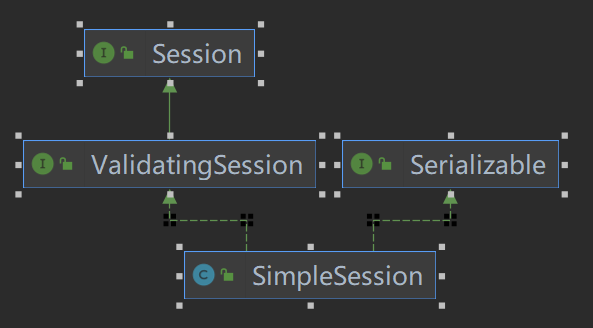 I Session
I ValidatingSession
I Serializable
C SimpleSession